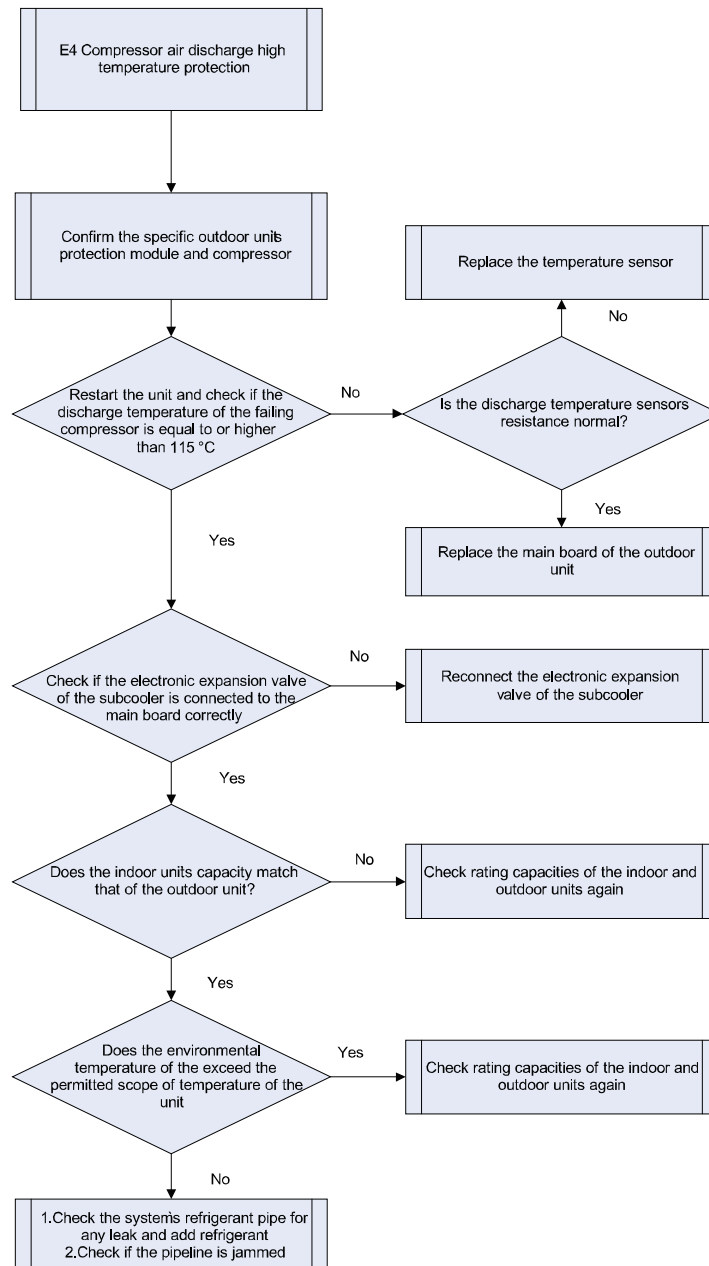 E4 Compressor air discharge high
temperature protection
Confirm the specific outdoor units
protection module and compressor
Replace the temperature sensor
No
Restart the unit and check if the
discharge temperature of the failing
compressor is equal to or higher
than 115 °C
No
Is the discharge temperature sensors
resistance normal?
Yes
Yes
Replace the main board of the outdoor
unit
Check if the electronic expansion valve
of the subcooler is connected to the
main board correctly
No
Reconnect the electronic expansion
valve of the subcooler
Yes
Does the indoor units capacity match
that of the outdoor unit?
No
Check rating capacities of the indoor and
outdoor units again
Yes
Does the environmental
temperature of the exceed the
permitted scope of temperature of the
unit
Yes
Check rating capacities of the indoor and
outdoor units again
No
1.Check the system's refrigerant pipe for
any leak and add refrigerant
2.Check if the pipeline is jammed